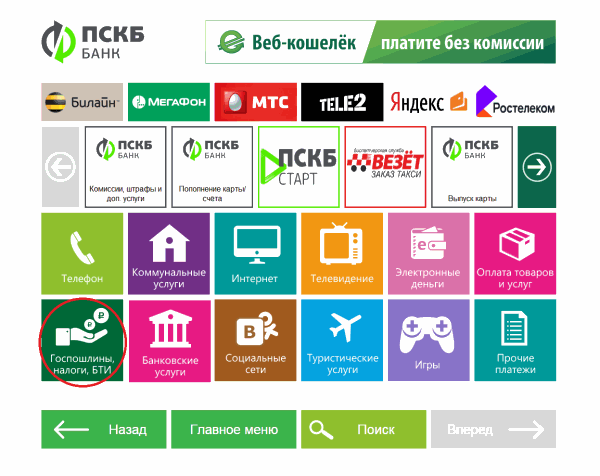 ПСКБ
БАНК
Веб-кошелёк платите без комиссии
Билайн
МЕГАФОН
МТС
TELE2
Яндекс
Ростелеком
ПСКБ
БАНК
Комиссии, штрафы и
доп. услуги
ПСКБ
БАНК
Пополнение карты/
счёта
ПСКБ
СТАРТ
Диспетчерская служба
ВЕЗЁТ
ЗАКАЗ ТАКСИ
ПСКБ
БАНК
Выпуск карты
Телефон
Коммунальные
услуги
Интернет
Телевидение
Электронные
деньги
Оплата товаров
и услуг
Госпошлины,
налоги, БТИ
Банковские
услуги
Социальные
сети
Туристические
услуги
Игры
Прочие
платежи
Назад
Главное меню
Поиск
Вперед